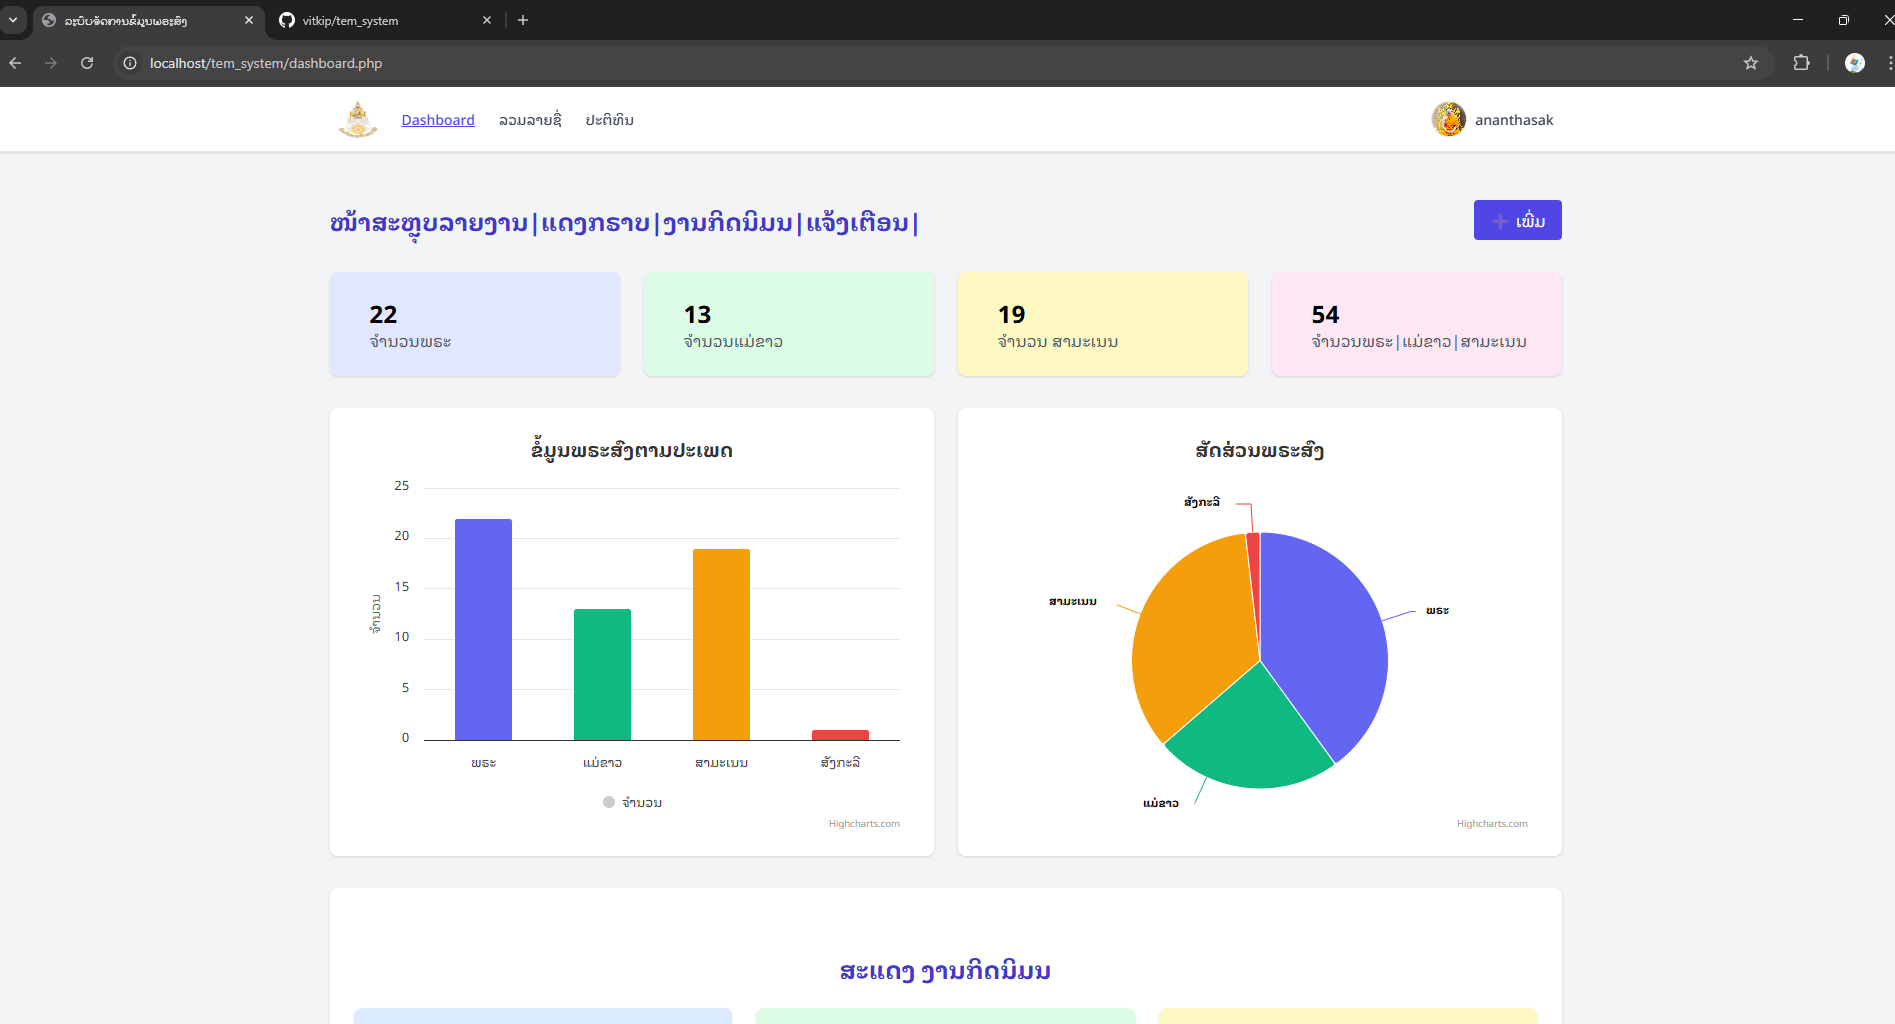 ລະບົບຈັດການຂໍ້ມູນພຣະສົງ
vitkip/tem_system
localhost/tem_system/dashboard.php
Dashboard
ລວມລາຍຊື່
ປະຕິທິນ
ananthasak
ໜ້າສະຫຼຸບລາຍງານ|ແດງກຣາບ|ງານກິດນິມນ|ແຈ້ງເຕືອນ|
ເພີ່ມ
22
ຈຳນວນພຣະ
13
ຈຳນວນແມ່ຂາວ
19
ຈຳນວນ ສາມະເນນ
54
ຈຳນວນພຣະ|ແມ່ຂາວ|ສາມະເນນ
ຂໍ້ມູນພຣະສົງຕາມປະເພດ
25
20
15
10
5
0
ຈຳນວນ
ພຣະ
ແມ່ຂາວ
ສາມະເນນ
ສັງກະລີ
ຈຳນວນ
Highcharts.com
ສັດສ່ວນພຣະສົງ
ສັງກະລີ
ສາມະເນນ
ພຣະ
ແມ່ຂາວ
Highcharts.com
ສະແດງ ງານກິດນິມນ